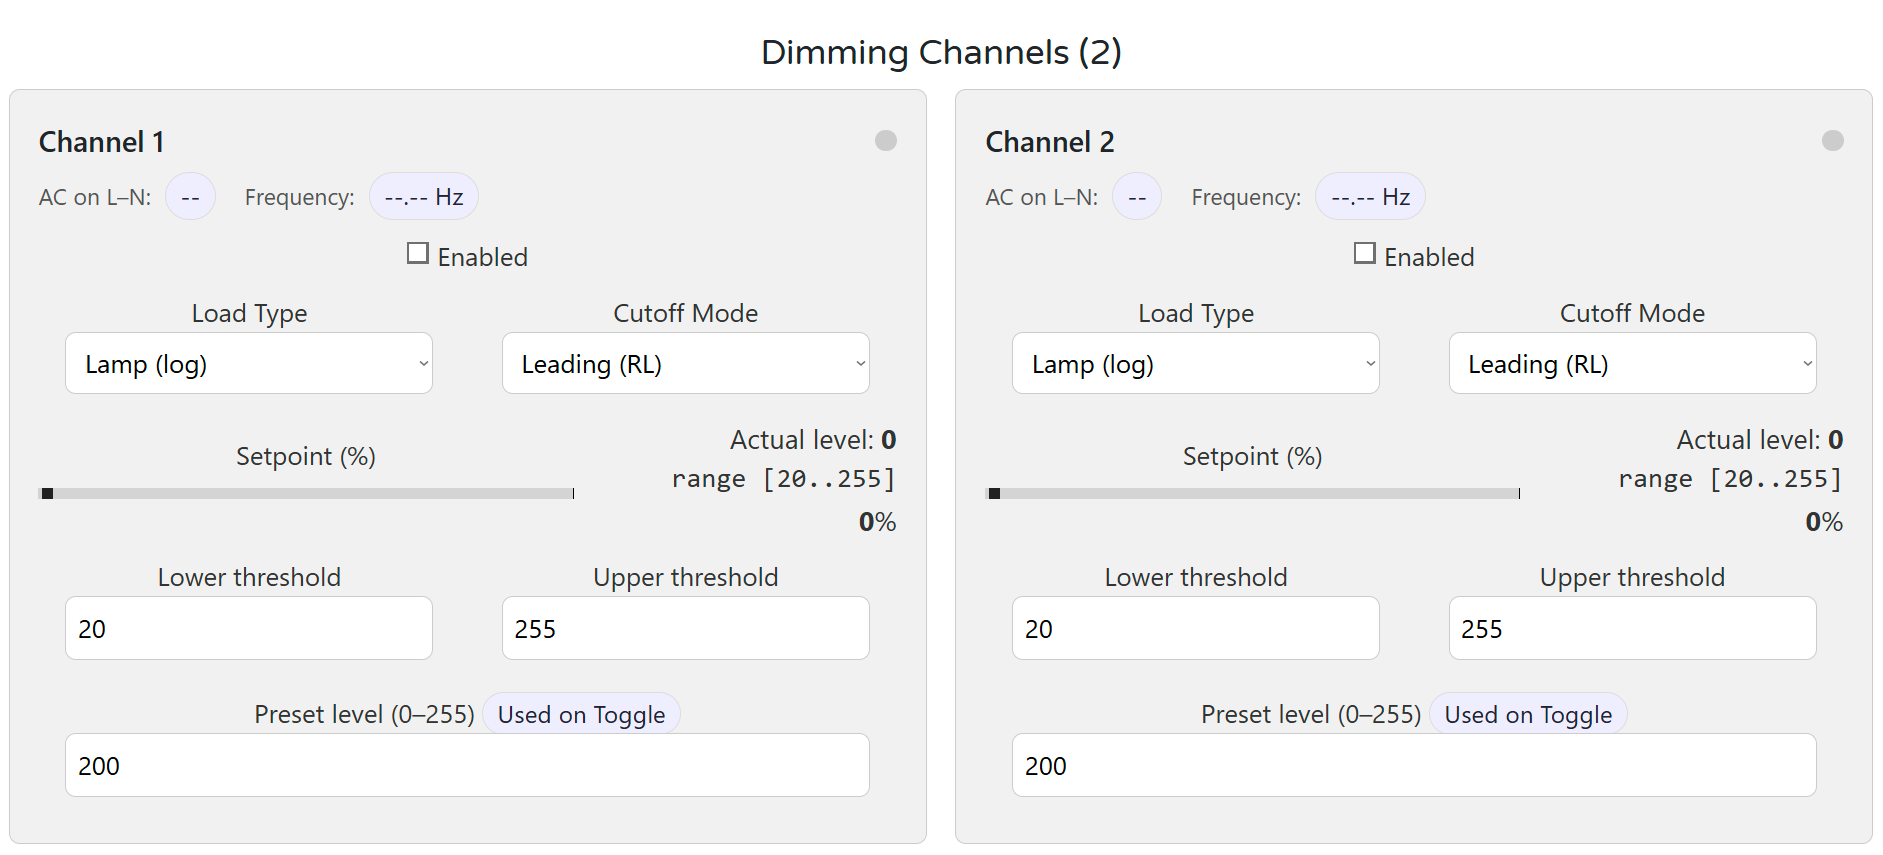 Dimming Channels (2)
Channel 1
AC on L–N: -- Frequency: --.-- Hz
Enabled
Load Type Cutoff Mode
Lamp (log) Leading (RL)
Setpoint (%)
Actual level: 0
range [20..255]
0%
Lower threshold Upper threshold
20 255
Preset level (0–255) Used on Toggle
200
Channel 2
AC on L–N: -- Frequency: --.-- Hz
Enabled
Load Type Cutoff Mode
Lamp (log) Leading (RL)
Setpoint (%)
Actual level: 0
range [20..255]
0%
Lower threshold Upper threshold
20 255
Preset level (0–255) Used on Toggle
200